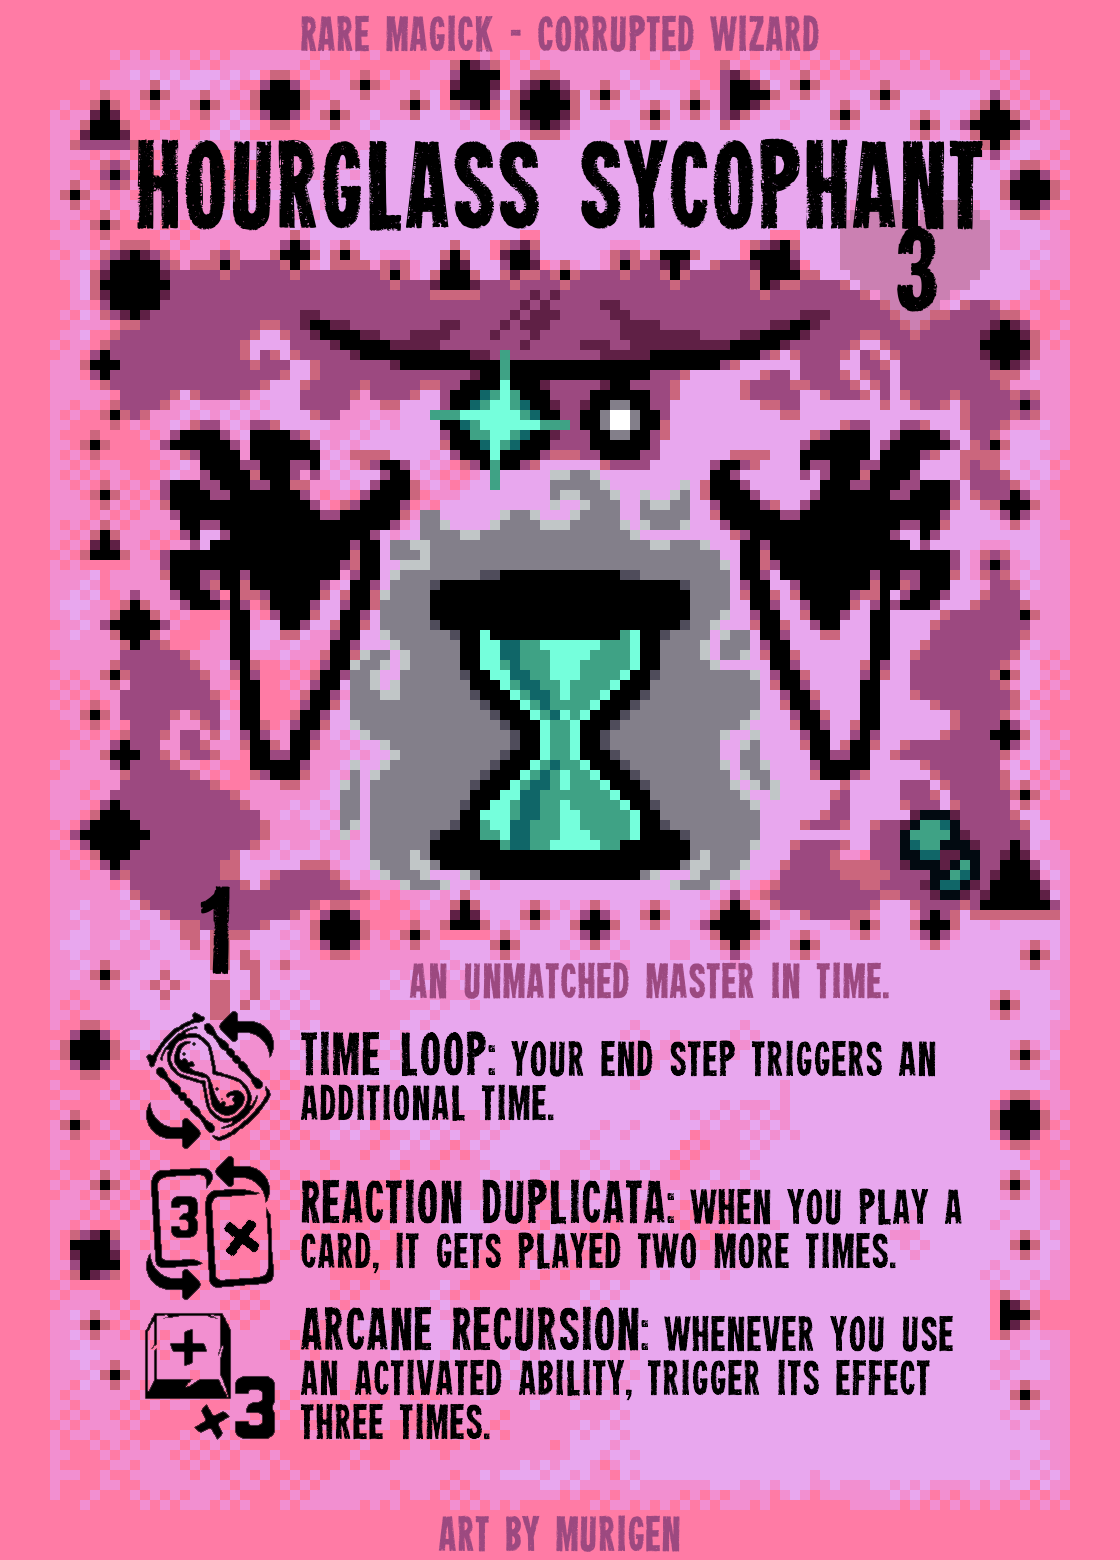 RARE MAGICK - CORRUPTED WIZARD
HOURGLASS SYCOPHANT
3
1
AN UNMATCHED MASTER IN TIME.
TIME LOOP: YOUR END STEP TRIGGERS AN
ADDITIONAL TIME.
3 ×
REACTION DUPLICATA: WHEN YOU PLAY A
CARD, IT GETS PLAYED TWO MORE TIMES.
+
×3
ARCANE RECURSION: WHENEVER YOU USE
AN ACTIVATED ABILITY, TRIGGER ITS EFFECT
THREE TIMES.
ART BY MURIGEN